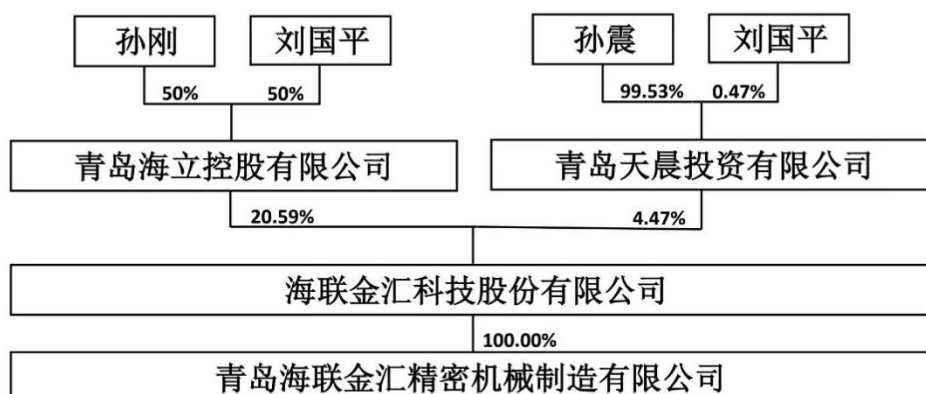 孙刚
刘国平
孙震
刘国平
50%
50%
99.53%
0.47%
青岛海立控股有限公司
青岛天晨投资有限公司
20.59%
4.47%
海联金汇科技股份有限公司
100.00%
青岛海联金汇精密机械制造有限公司